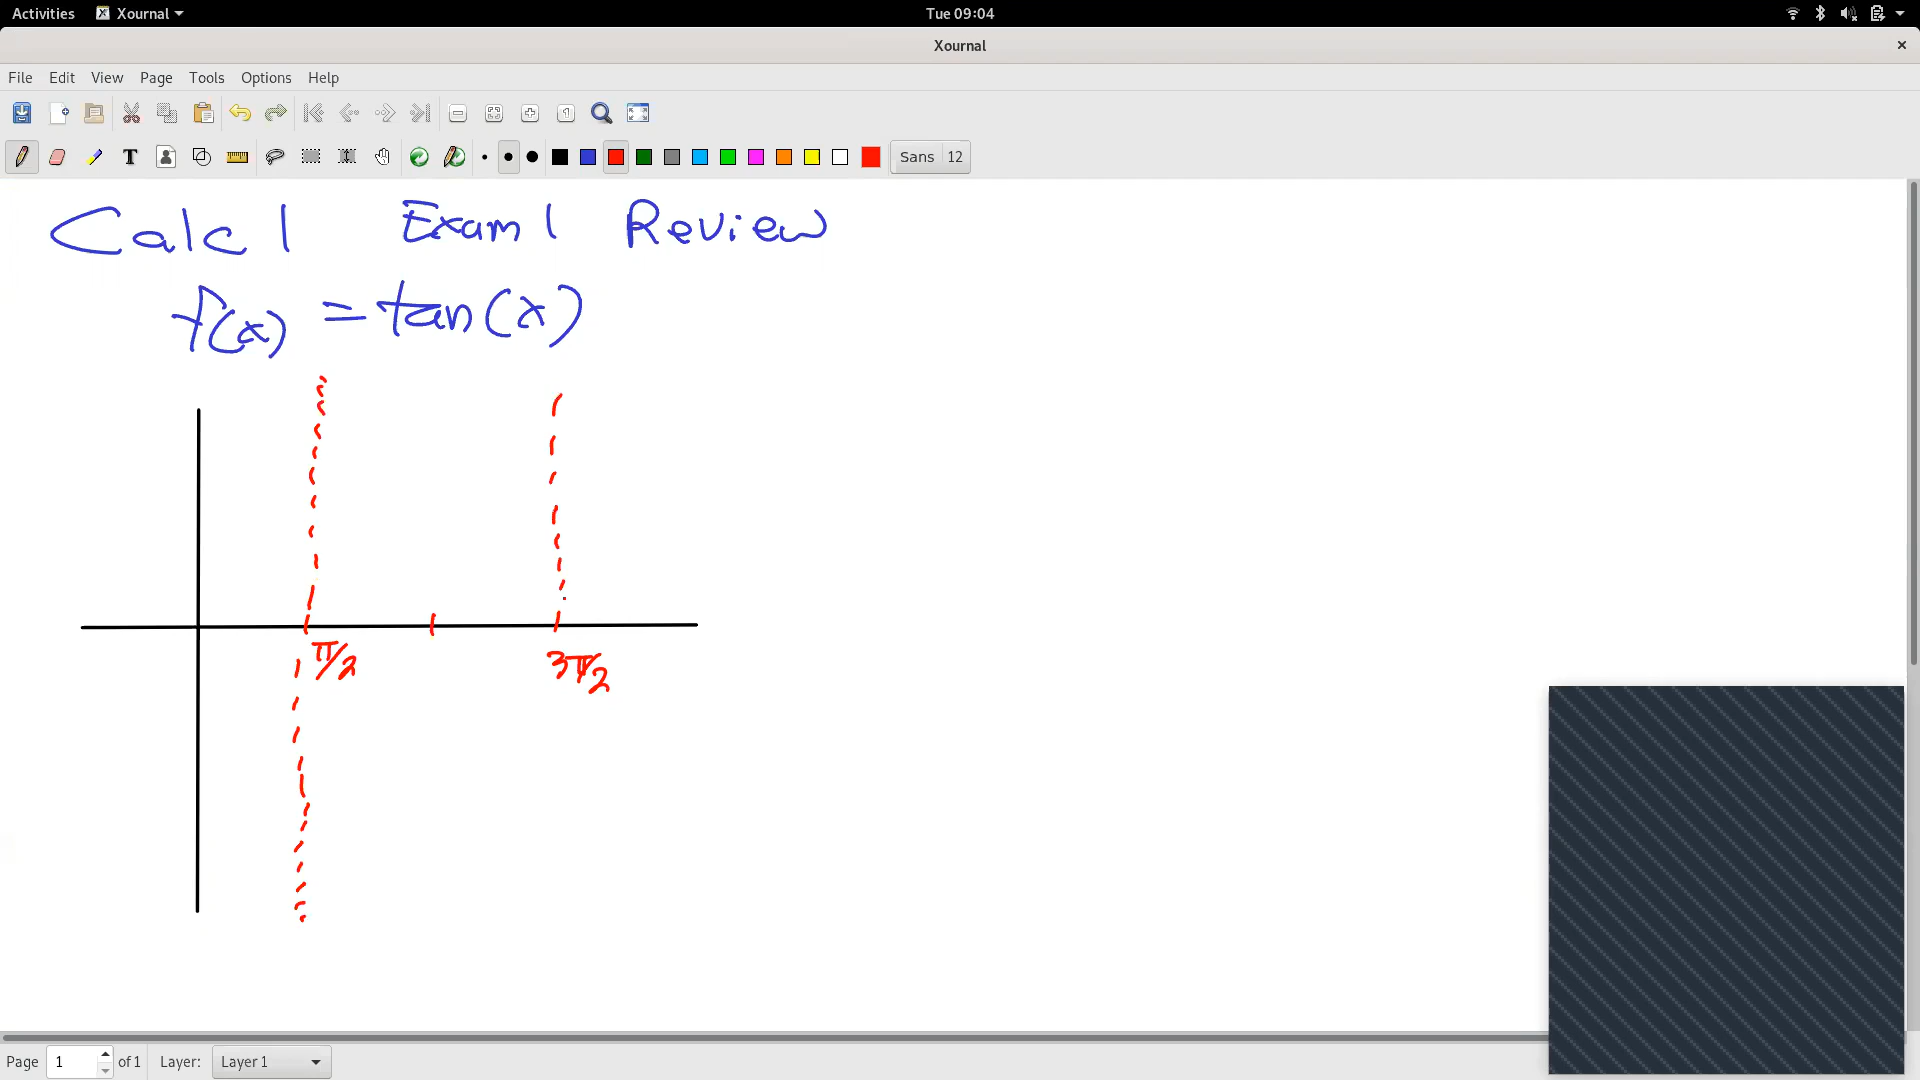 Activities Xournal Tue 09:04
Xournal
File Edit View Page Tools Options Help
T Sans 12
Calc 1 Exam 1 Review
f(x) = tan(x)
π/2 3π/2
Page 1 of 1 Layer: Layer 1